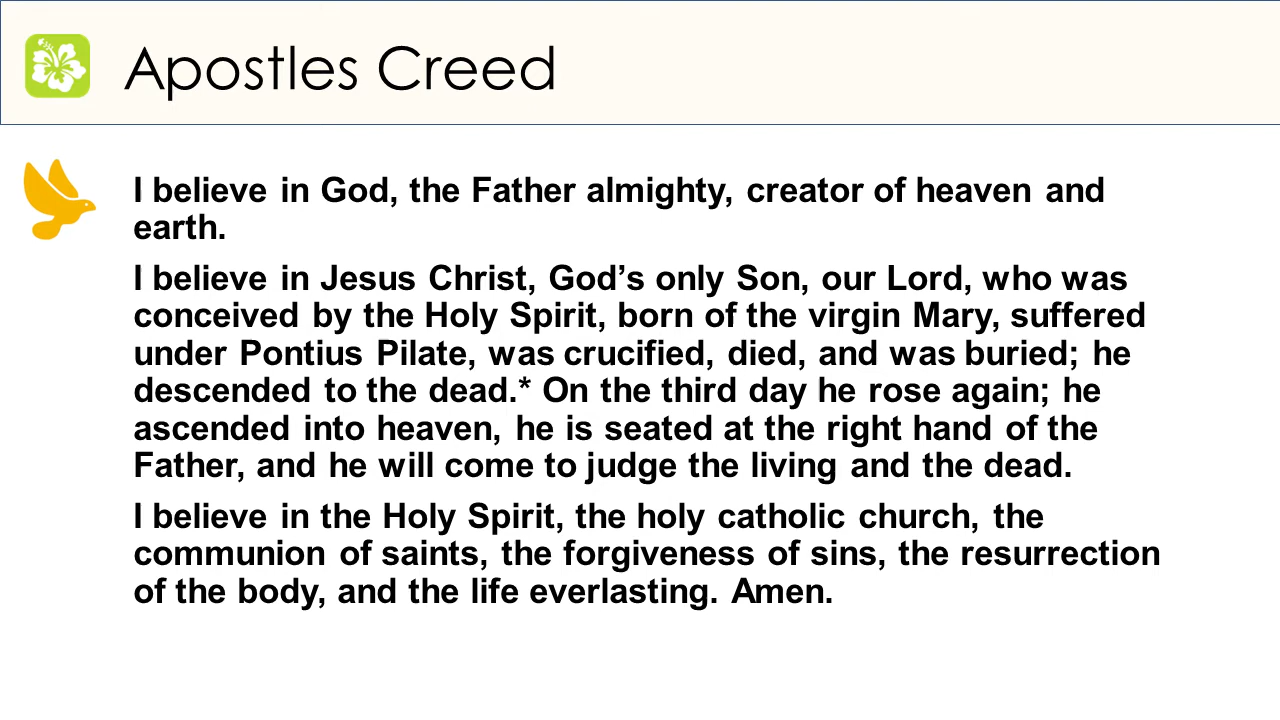 Apostles Creed
I believe in God, the Father almighty, creator of heaven and
earth.
I believe in Jesus Christ, God’s only Son, our Lord, who was
conceived by the Holy Spirit, born of the virgin Mary, suffered
under Pontius Pilate, was crucified, died, and was buried; he
descended to the dead.* On the third day he rose again; he
ascended into heaven, he is seated at the right hand of the
Father, and he will come to judge the living and the dead.
I believe in the Holy Spirit, the holy catholic church, the
communion of saints, the forgiveness of sins, the resurrection
of the body, and the life everlasting. Amen.